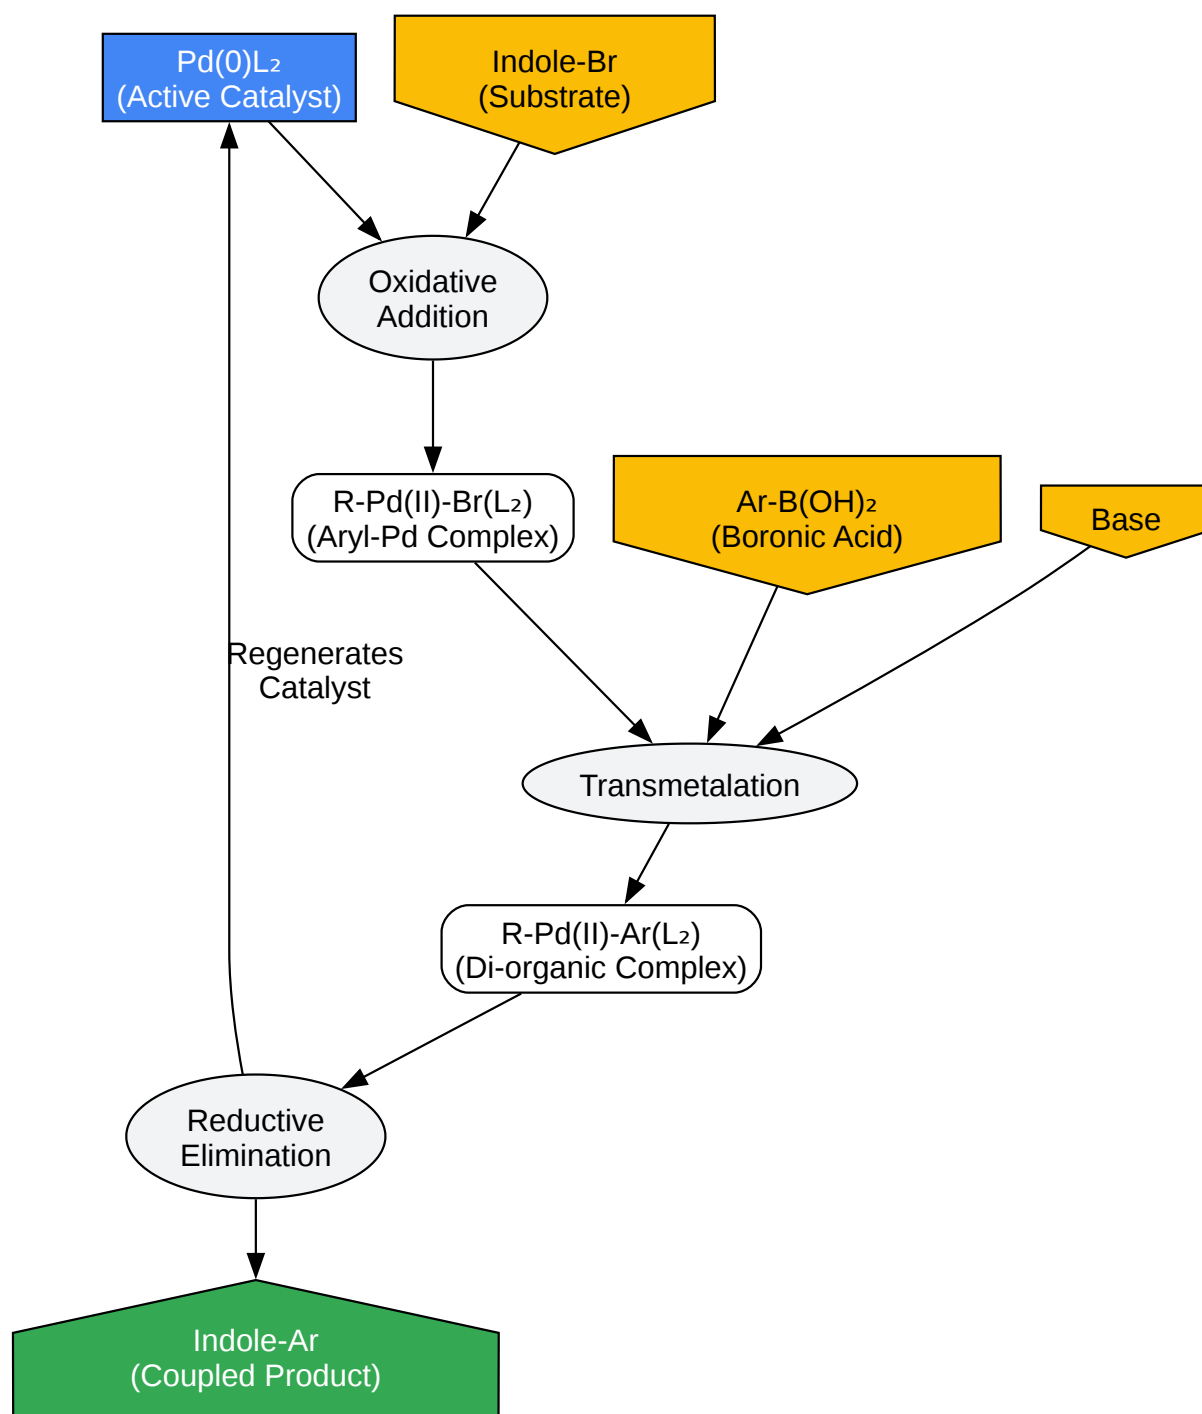 Pd(0)L₂
(Active Catalyst)
Indole-Br
(Substrate)
Oxidative
Addition
R-Pd(II)-Br(L₂)
(Aryl-Pd Complex)
Ar-B(OH)₂
(Boronic Acid)
Base
Regenerates
Catalyst
Transmetalation
R-Pd(II)-Ar(L₂)
(Di-organic Complex)
Reductive
Elimination
Indole-Ar
(Coupled Product)